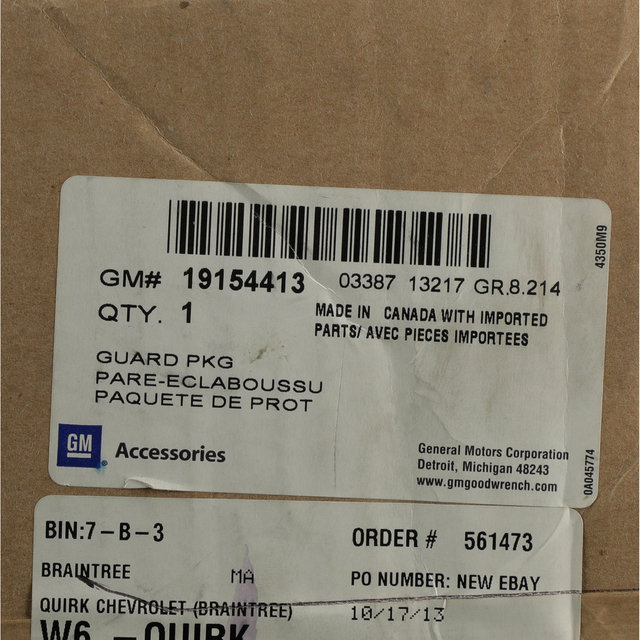 4350M9
GM# 19154413 03387 13217 GR.8.214
QTY. 1
MADE IN CANADA WITH IMPORTED
PARTS/ AVEC PIECES IMPORTEES
GUARD PKG
PARE-ECLABOUSSU
PAQUETE DE PROT
GM Accessories
General Motors Corporation
Detroit, Michigan 48243
www.gmgoodwrench.com
0A045774
BIN:7-B-3 ORDER # 561473
BRAINTREE MA PO NUMBER: NEW EBAY
QUIRK CHEVROLET (BRAINTREE) 10/17/13
W6 -QUIRK